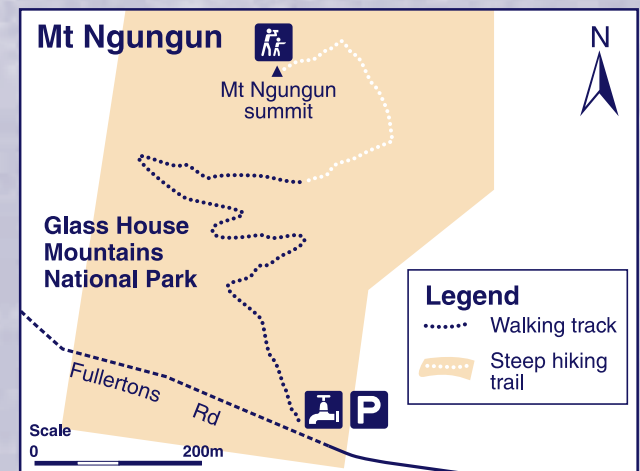 Mt Ngungun
N
Mt Ngungun
summit
Glass House
Mountains
National Park
Legend
Walking track
Steep hiking
trail
Fullertons Rd
P
Scale
0 200m